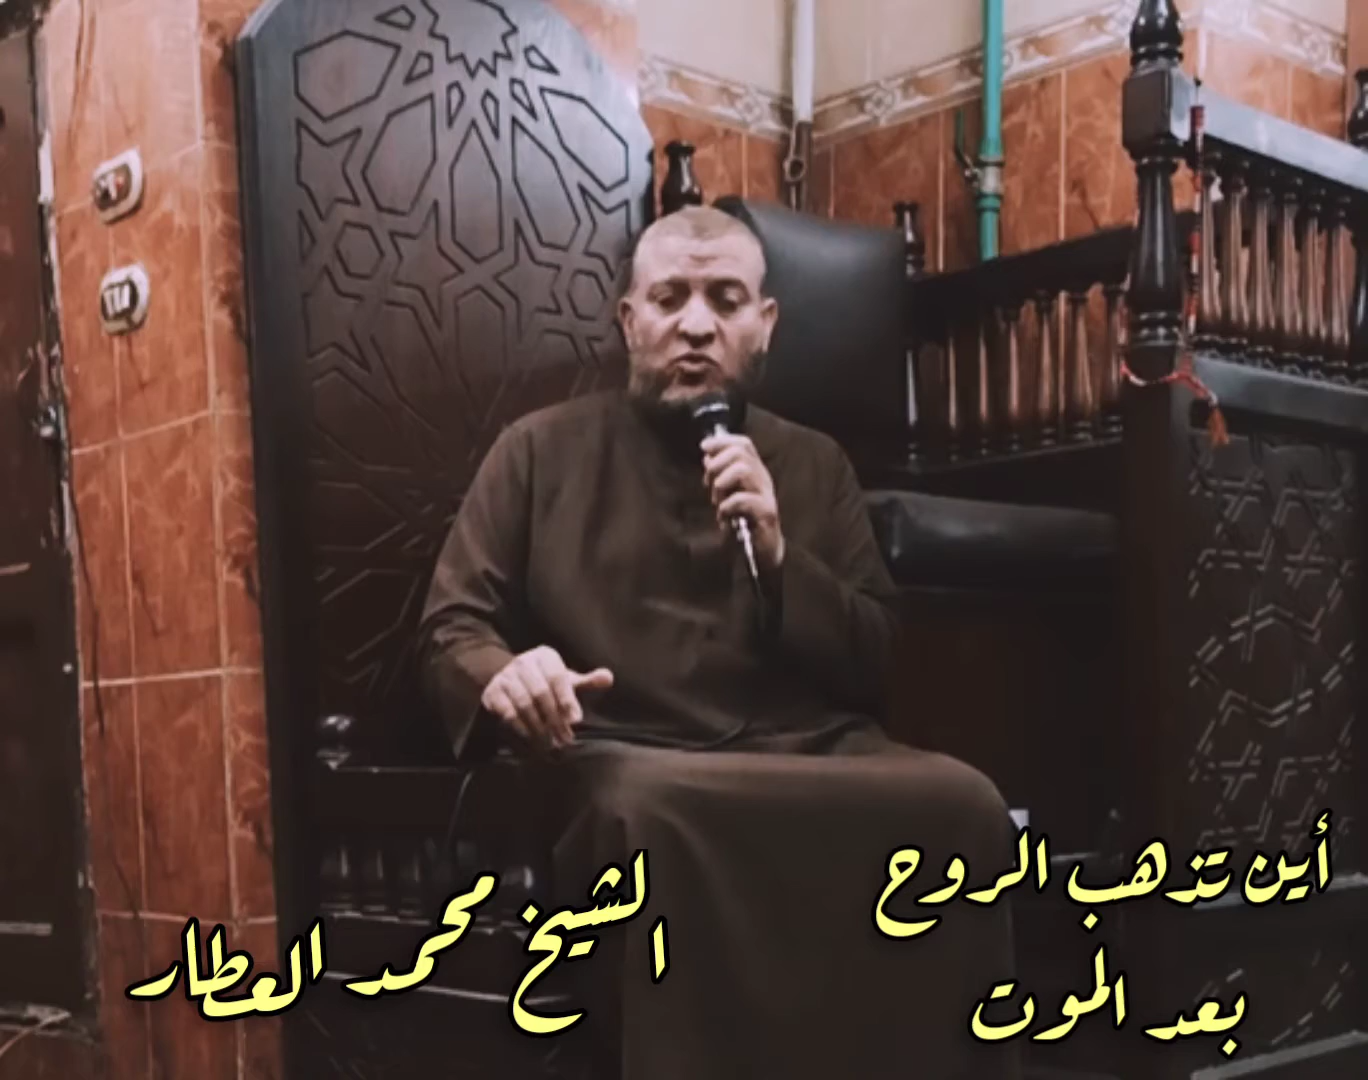 أين تذهب الروح
بعد الموت
الشيخ محمد العطار